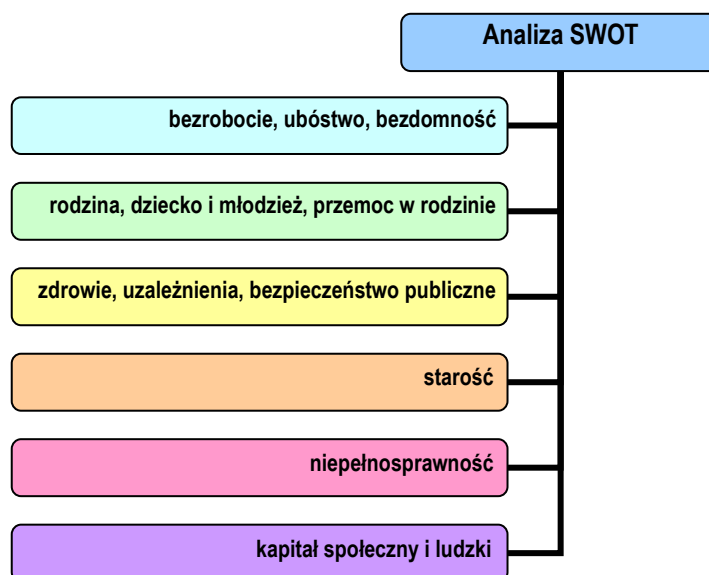 Analiza SWOT
bezrobocie, ubóstwo, bezdomność
rodzina, dziecko i młodzież, przemoc w rodzinie
zdrowie, uzależnienia, bezpieczeństwo publiczne
starość
niepełnosprawność
kapitał społeczny i ludzki